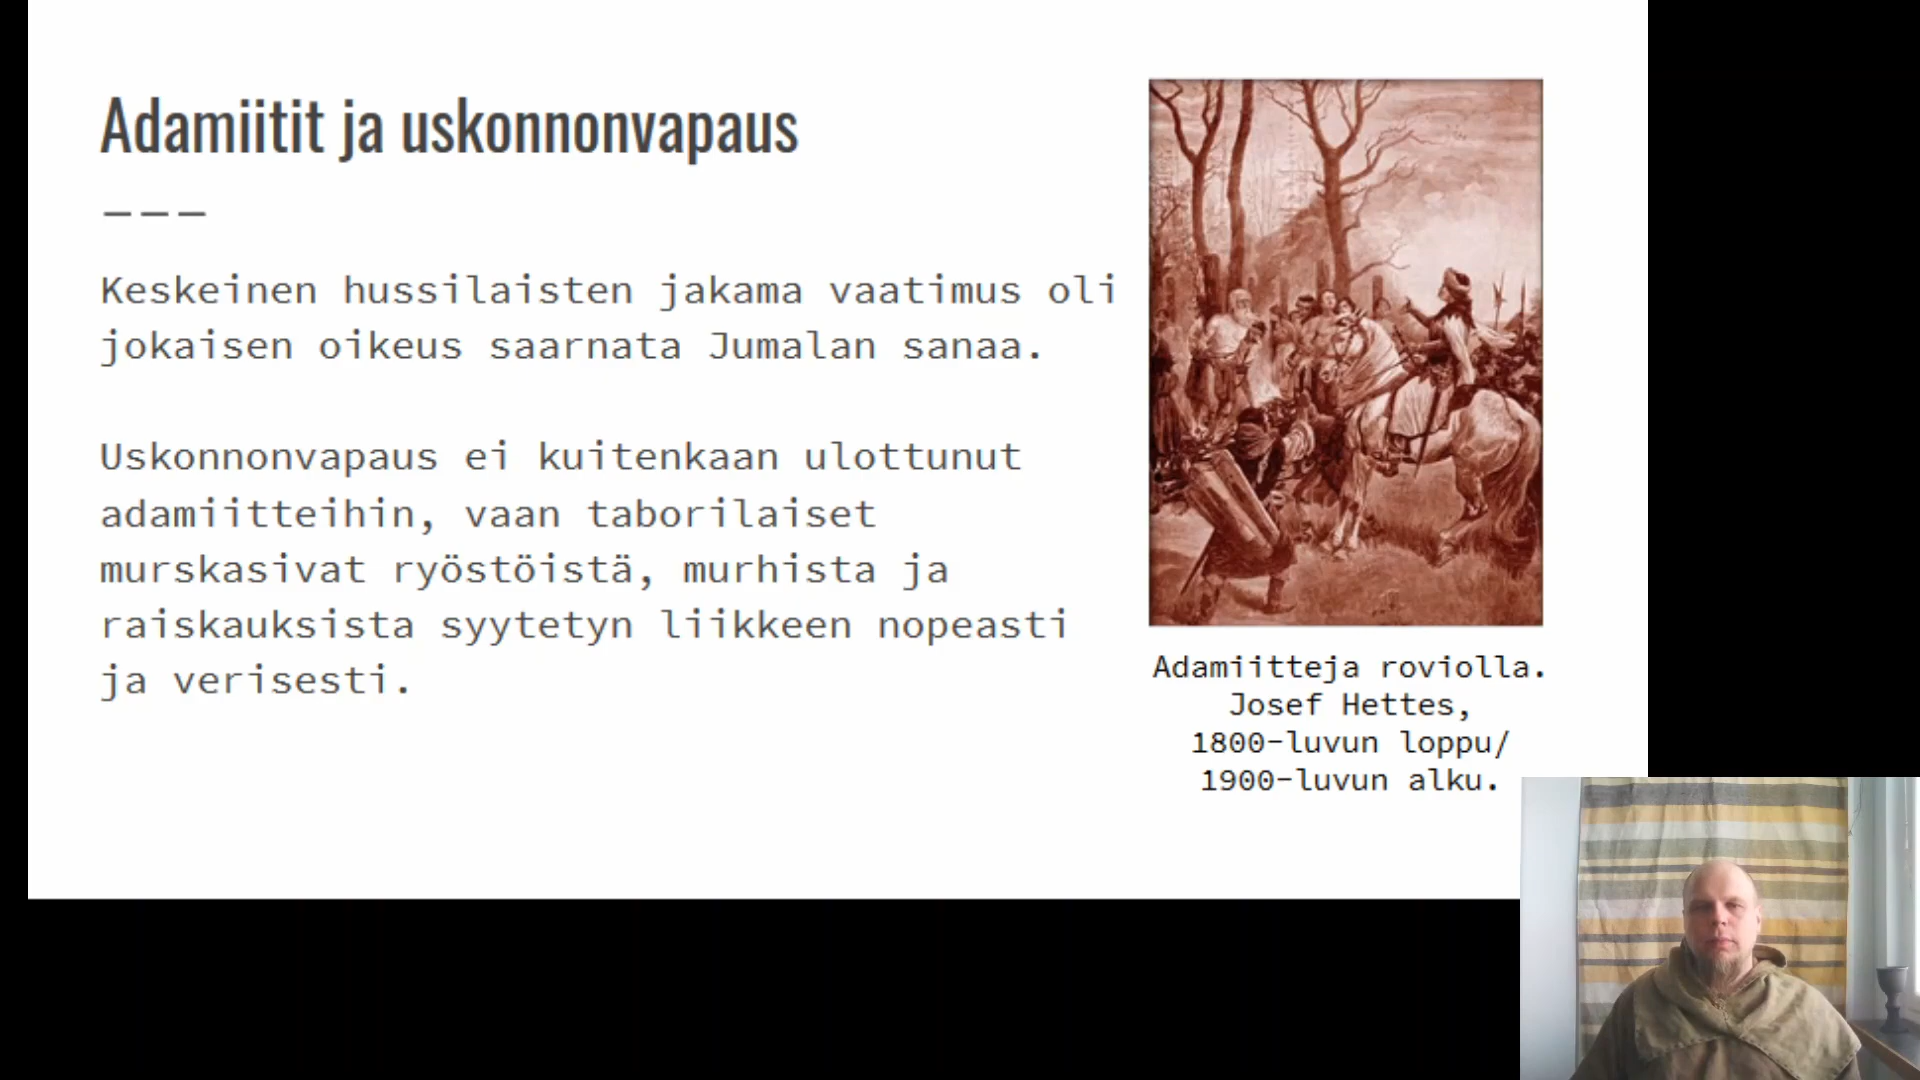 Adamiitit ja uskonnonvapaus
———
Keskeinen hussilaisten jakama vaatimus oli
jokaisen oikeus saarnata Jumalan sanaa.
Uskonnonvapaus ei kuitenkaan ulottunut
adamiitteihin, vaan taborilaiset
murskasivat ryöstöistä, murhista ja
raiskauksista syytetyn liikkeen nopeasti
ja verisesti.
Adamiitteja roviolla.
Josef Hettes,
1800-luvun loppu/
1900-luvun alku.